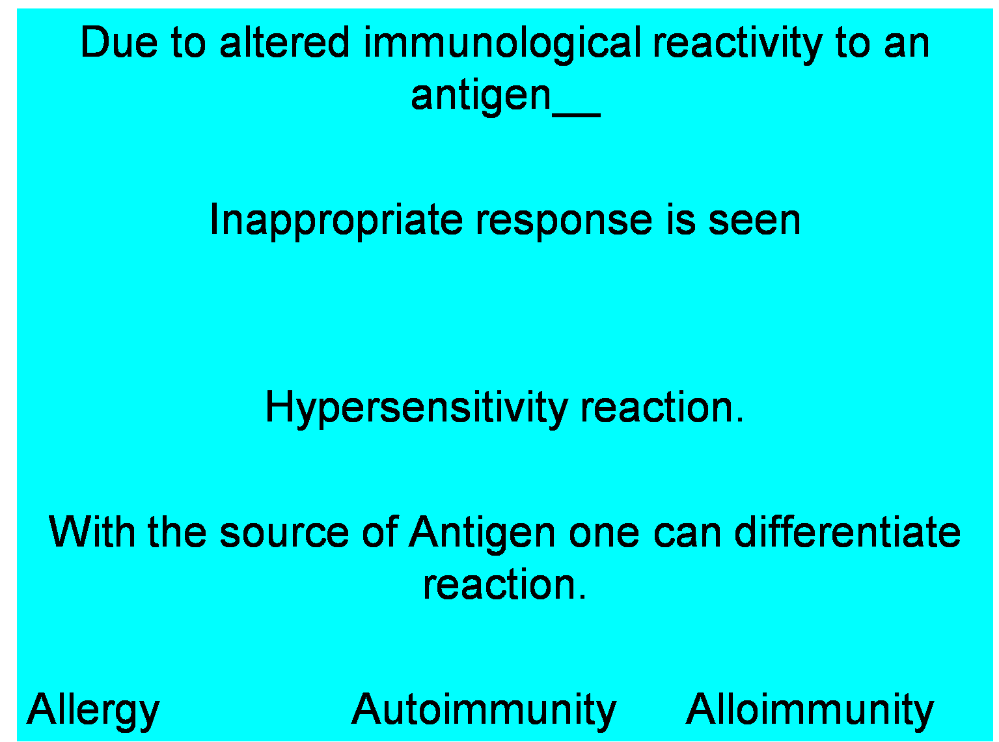 Due to altered immunological reactivity to an
antigen__
Inappropriate response is seen
Hypersensitivity reaction.
With the source of Antigen one can differentiate
reaction.
Allergy Autoimmunity Alloimmunity